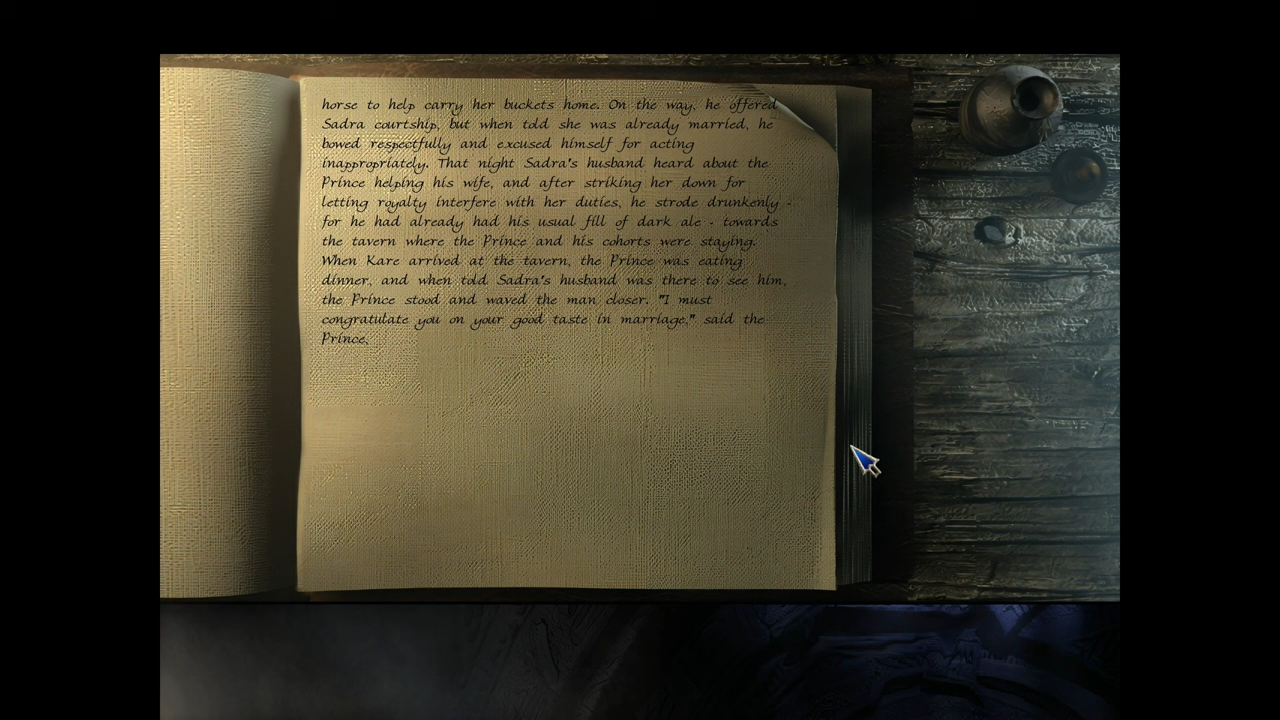 horse to help carry her buckets home. On the way, he offered
Sadra courtship, but when told she was already married, he
bowed respectfully and excused himself for acting
inappropriately. That night Sadra's husband heard about the
Prince helping his wife, and after striking her down for
letting royalty interfere with her duties, he strode drunkenly -
for he had already had his usual fill of dark ale - towards
the tavern where the Prince and his cohorts were staying.
When Kare arrived at the tavern, the Prince was eating
dinner, and when told Sadra's husband was there to see him,
the Prince stood and waved the man closer. "I must
congratulate you on your good taste in marriage," said the
Prince.